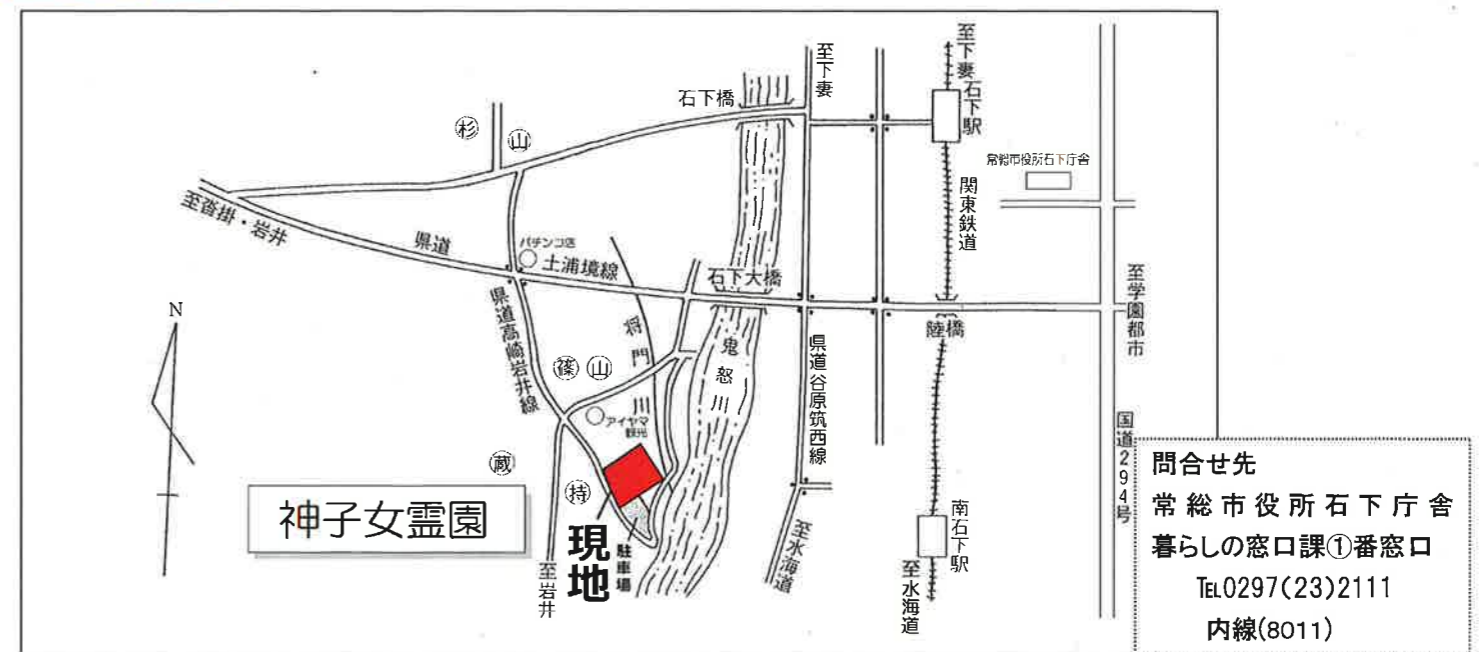 至下妻
至下妻
石下駅
石下橋
杉
山
常総市役所石下庁舎
関東鉄道
至沓掛・岩井
県道
パチンコ店
土浦境線
石下大橋
至学園都市
N
県道高崎岩井線
将門川
鬼怒川
陸橋
県道谷原筑西線
篠
山
アイヤマ
観光
国道294号
蔵
持
神子女霊園
現地
駐車場
至岩井
至水海道
南石下駅
至水海道
問合せ先
常総市役所石下庁舎
暮らしの窓口課①番窓口
℡0297(23)2111
内線(8011)